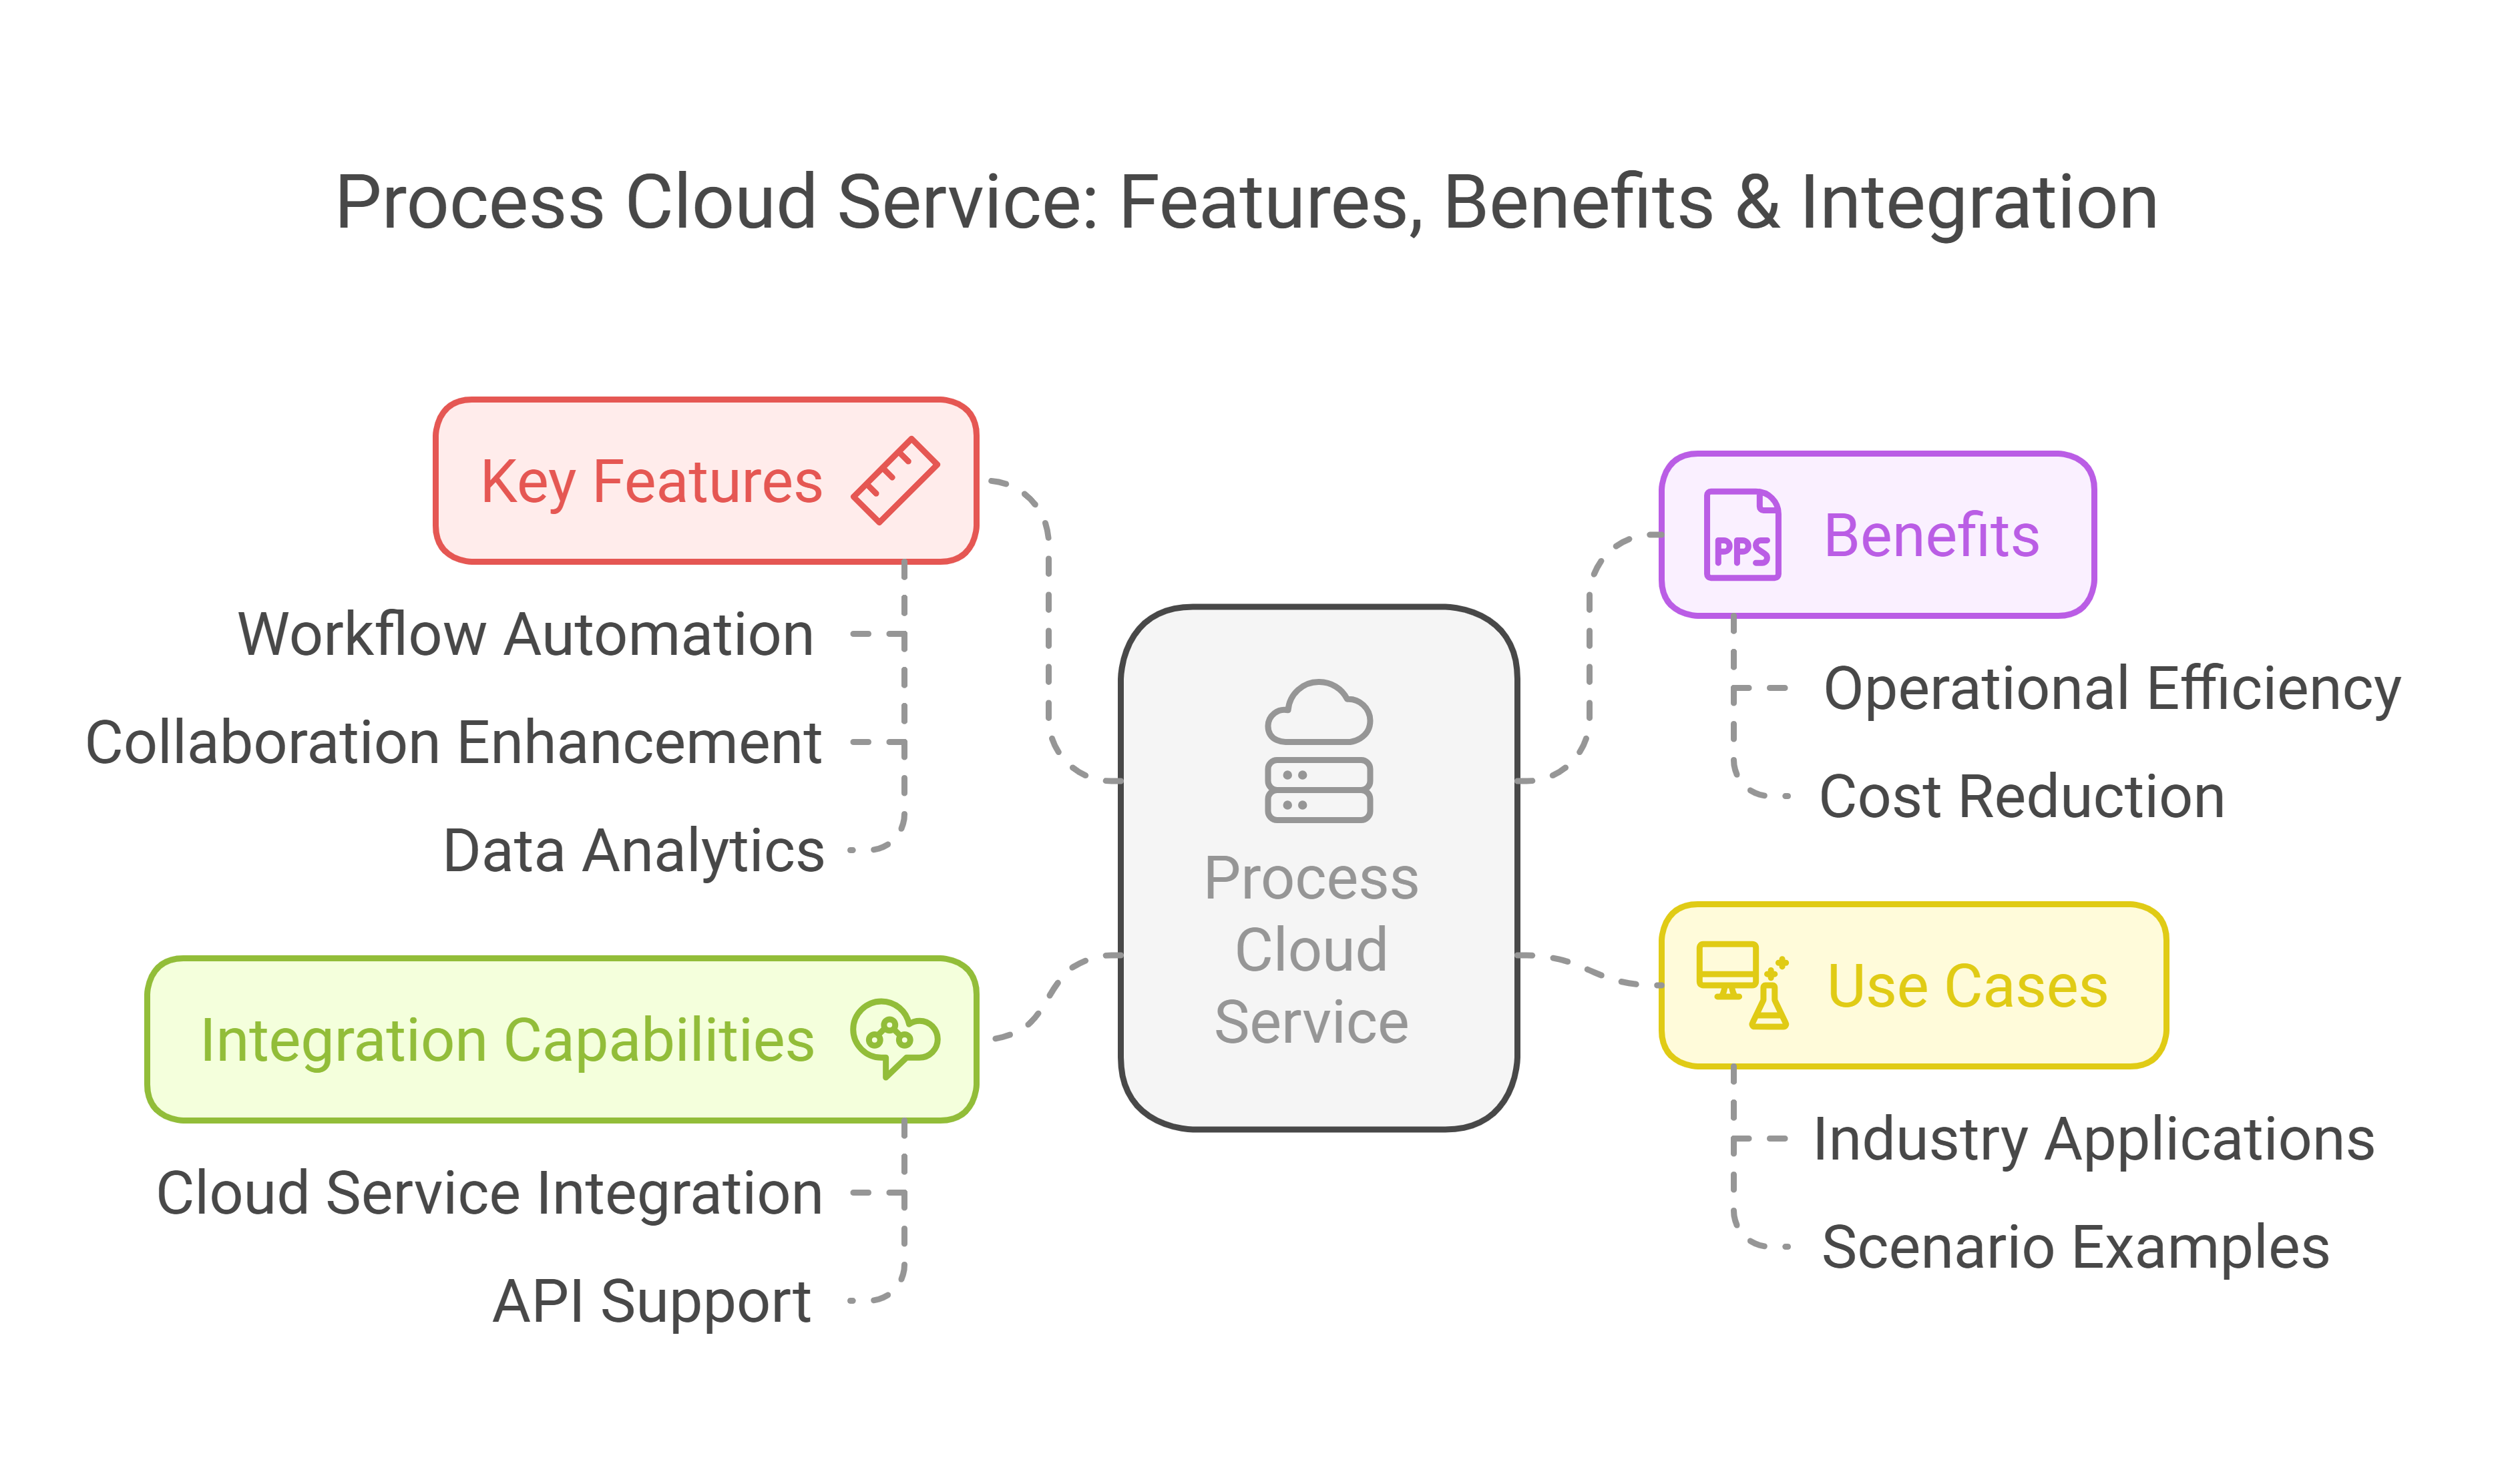 Process Cloud Service: Features, Benefits & Integration
Key Features
Workflow Automation
Collaboration Enhancement
Data Analytics
Integration Capabilities
Cloud Service Integration
API Support
Process
Cloud
Service
PPS
Benefits
Operational Efficiency
Cost Reduction
Use Cases
Industry Applications
Scenario Examples